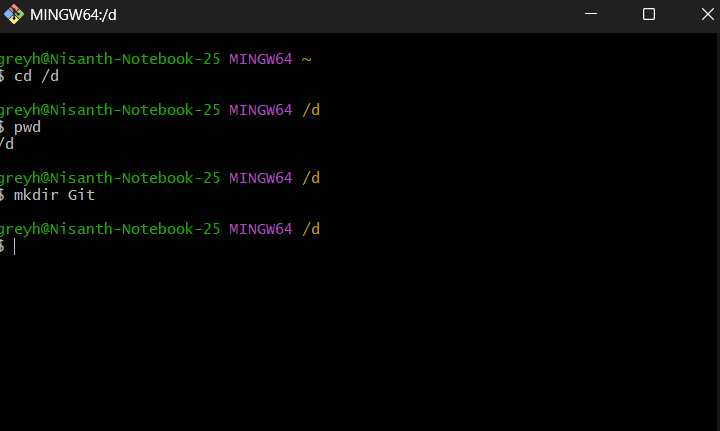 MINGW64:/d
greyh@Nisanth-Notebook-25 MINGW64 ~
$ cd /d
greyh@Nisanth-Notebook-25 MINGW64 /d
$ pwd
/d
greyh@Nisanth-Notebook-25 MINGW64 /d
$ mkdir Git
greyh@Nisanth-Notebook-25 MINGW64 /d
$